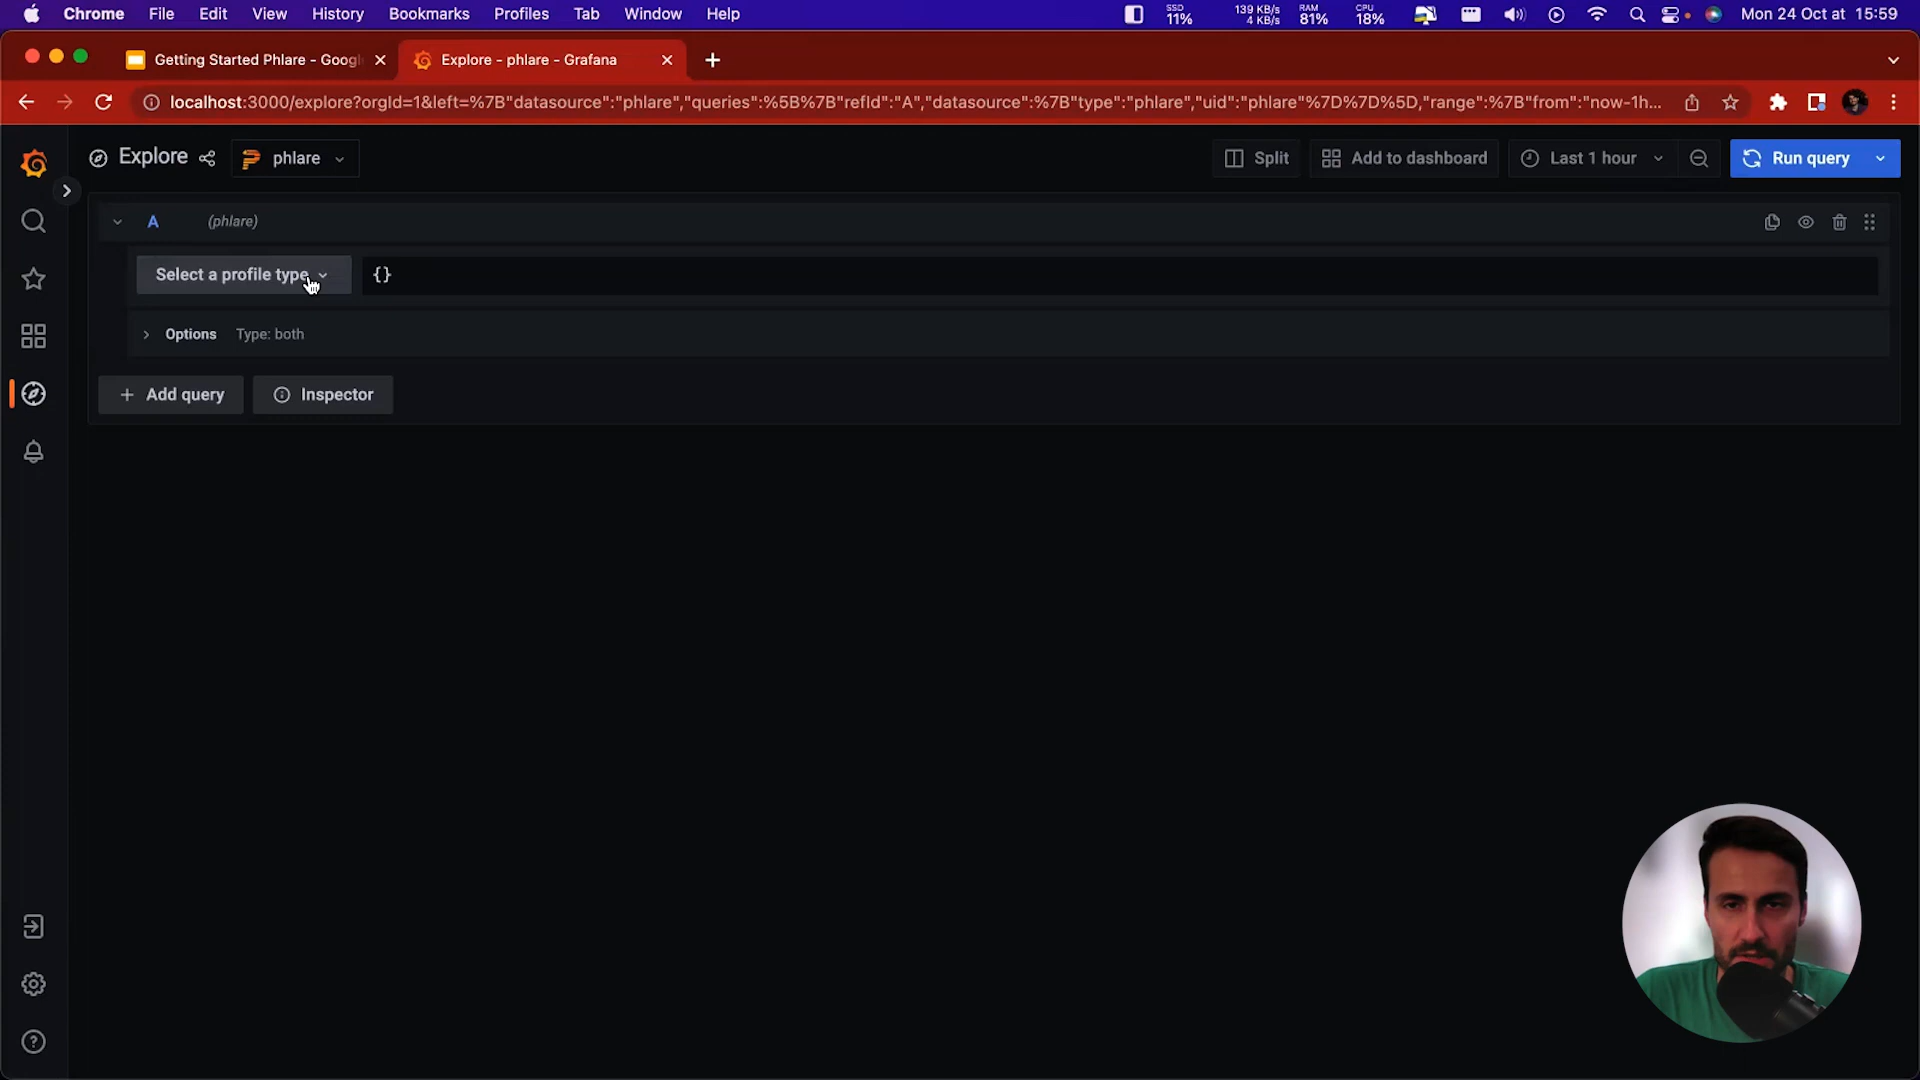 Chrome File Edit View History Bookmarks Profiles Tab Window Help SSD 11% 139 KB/s 4 KB/s RAM 81% CPU 18% Mon 24 Oct at 15:59
Getting Started Phlare - Googl Explore - phlare - Grafana
localhost:3000/explore?orgId=1&left=%7B"datasource":"phlare","queries":%5B%7B"refId":"A","datasource":%7B"type":"phlare","uid":"phlare"%7D%7D%5D,"range":%7B"from":"now-1h...
Explore phlare Split Add to dashboard Last 1 hour Run query
A (phlare)
Select a profile type {}
Options Type: both
+ Add query Inspector